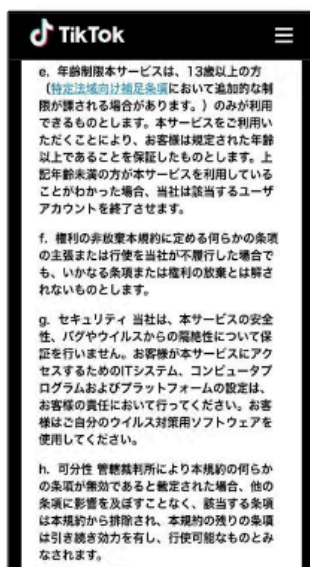 TikTok
e. 年齢制限本サービスは、13歳以上の方
（特定法域向け補足条項において追加的な制
限が課される場合があります。）のみが利用
できるものとします。本サービスをご利用い
ただくことにより、お客様は規定された年齢
以上であることを保証したものとします。上
記年齢未満の方が本サービスを利用している
ことがわかった場合、当社は該当するユーザ
アカウントを終了させます。
f. 権利の非放棄本規約に定める何らかの条項
の主張または行使を当社が不履行した場合で
も、いかなる条項または権利の放棄とは解さ
れないものとします。
g. セキュリティ 当社は、本サービスの安全
性、バグやウイルスからの隔絶性について保
証を行いません。お客様が本サービスにアク
セスするためのITシステム、コンピュータプ
ログラムおよびプラットフォームの設定は、
お客様の責任において行ってください。お客
様はご自分のウイルス対策用ソフトウェアを
使用してください。
h. 可分性 管轄裁判所により本規約の何らか
の条項が無効であると裁定された場合、他の
条項に影響を及ぼすことなく、該当する条項
は本規約から排除され、本規約の残りの条項
は引き続き効力を有し、行使可能なものとみ
なされます。